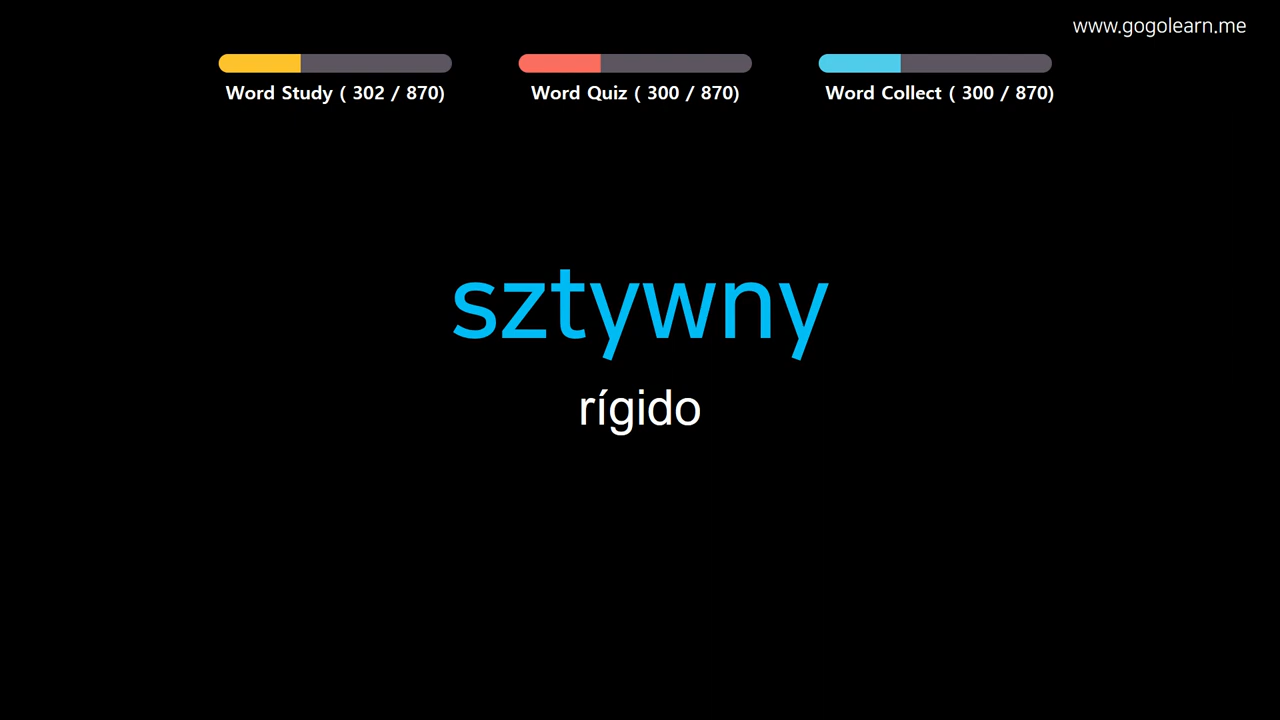 www.gogolearn.me
Word Study ( 302 / 870)
Word Quiz ( 300 / 870)
Word Collect ( 300 / 870)
sztywny
rígido